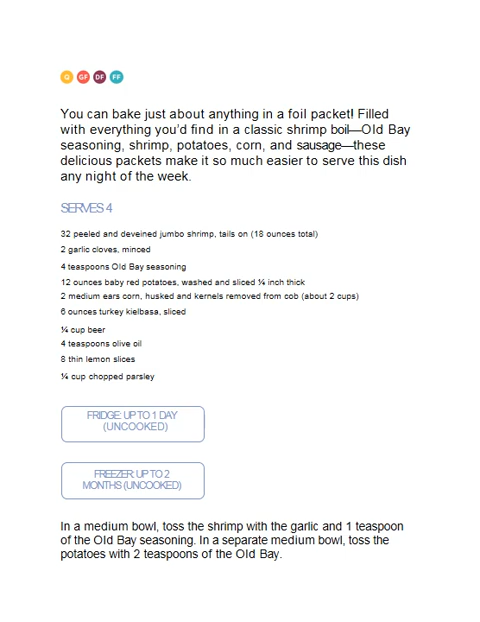 Q GF DF FF
You can bake just about anything in a foil packet! Filled
with everything you'd find in a classic shrimp boil—Old Bay
seasoning, shrimp, potatoes, corn, and sausage—these
delicious packets make it so much easier to serve this dish
any night of the week.
SERVES 4
32 peeled and deveined jumbo shrimp, tails on (18 ounces total)
2 garlic cloves, minced
4 teaspoons Old Bay seasoning
12 ounces baby red potatoes, washed and sliced ¼ inch thick
2 medium ears corn, husked and kernels removed from cob (about 2 cups)
6 ounces turkey kielbasa, sliced
¼ cup beer
4 teaspoons olive oil
8 thin lemon slices
¼ cup chopped parsley
FRIDGE: UP TO 1 DAY
(UNCOOKED)
FREEZER: UP TO 2
MONTHS (UNCOOKED)
In a medium bowl, toss the shrimp with the garlic and 1 teaspoon
of the Old Bay seasoning. In a separate medium bowl, toss the
potatoes with 2 teaspoons of the Old Bay.